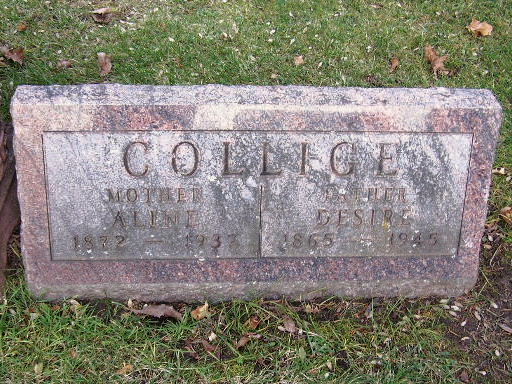 COLLIGE
MOTHER FATHER
ALINE DESIRE
1872 — 1937 1865 — 1945